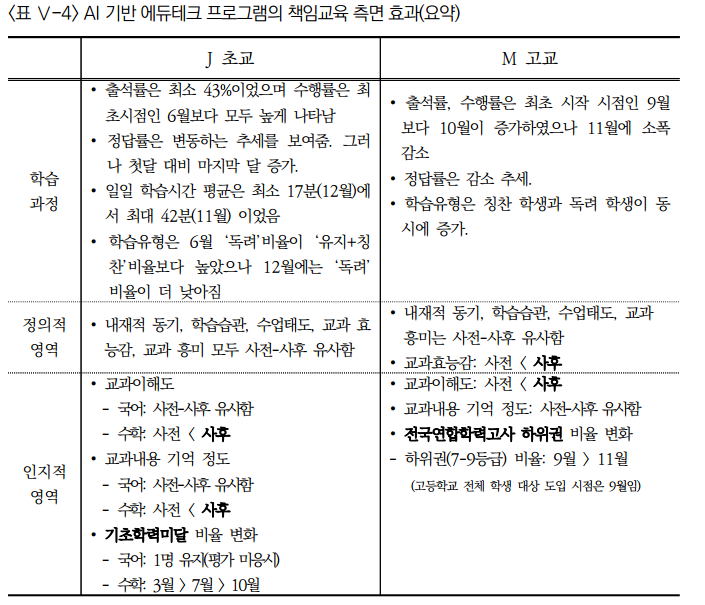 <표 Ⅴ-4> AI 기반 에듀테크 프로그램의 책임교육 측면 효과(요약)
J 초교
M 고교
학습
과정
• 출석률은 최소 43%이었으며 수행률은 최
초시점인 6월보다 모두 높게 나타남
• 정답률은 변동하는 추세를 보여줌. 그러
나 첫달 대비 마지막 달 증가.
• 일일 학습시간 평균은 최소 17분(12월)에
서 최대 42분(11월) 이었음
• 학습유형은 6월 ‘독려’비율이 ‘유지+칭
찬’비율보다 높았으나 12월에는 ‘독려’
비율이 더 낮아짐
• 출석률, 수행률은 최초 시작 시점인 9월
보다 10월이 증가하였으나 11월에 소폭
감소
• 정답률은 감소 추세.
• 학습유형은 칭찬 학생과 독려 학생이 동
시에 증가.
정의적
영역
• 내재적 동기, 학습습관, 수업태도, 교과 효
능감, 교과 흥미 모두 사전-사후 유사함
• 내재적 동기, 학습습관, 수업태도, 교과
흥미는 사전-사후 유사함
• 교과효능감: 사전 < 사후
인지적
영역
• 교과이해도
- 국어: 사전-사후 유사함
- 수학: 사전 < 사후
• 교과내용 기억 정도
- 국어: 사전-사후 유사함
- 수학: 사전 < 사후
• 기초학력미달 비율 변화
- 국어: 1명 유지(평가 미응시)
- 수학: 3월 > 7월 > 10월
• 교과이해도: 사전 < 사후
• 교과내용 기억 정도: 사전-사후 유사함
• 전국연합학력고사 하위권 비율 변화
- 하위권(7-9등급) 비율: 9월 > 11월
(고등학교 전체 학생 대상 도입 시점은 9월임)